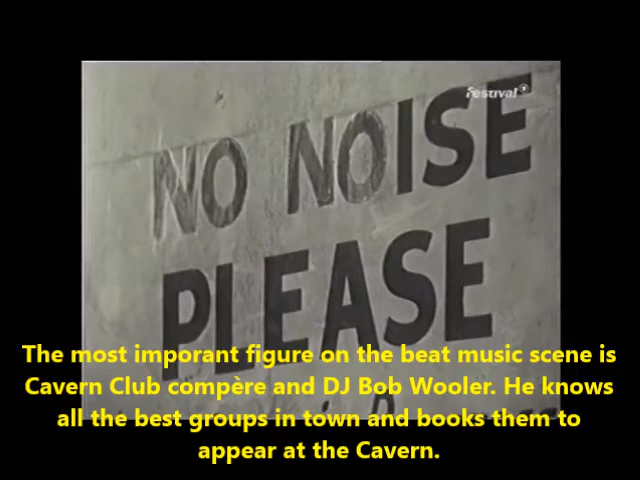 festival
NO NOISE
PLEASE
The most imporant figure on the beat music scene is
Cavern Club compère and DJ Bob Wooler. He knows
all the best groups in town and books them to
appear at the Cavern.